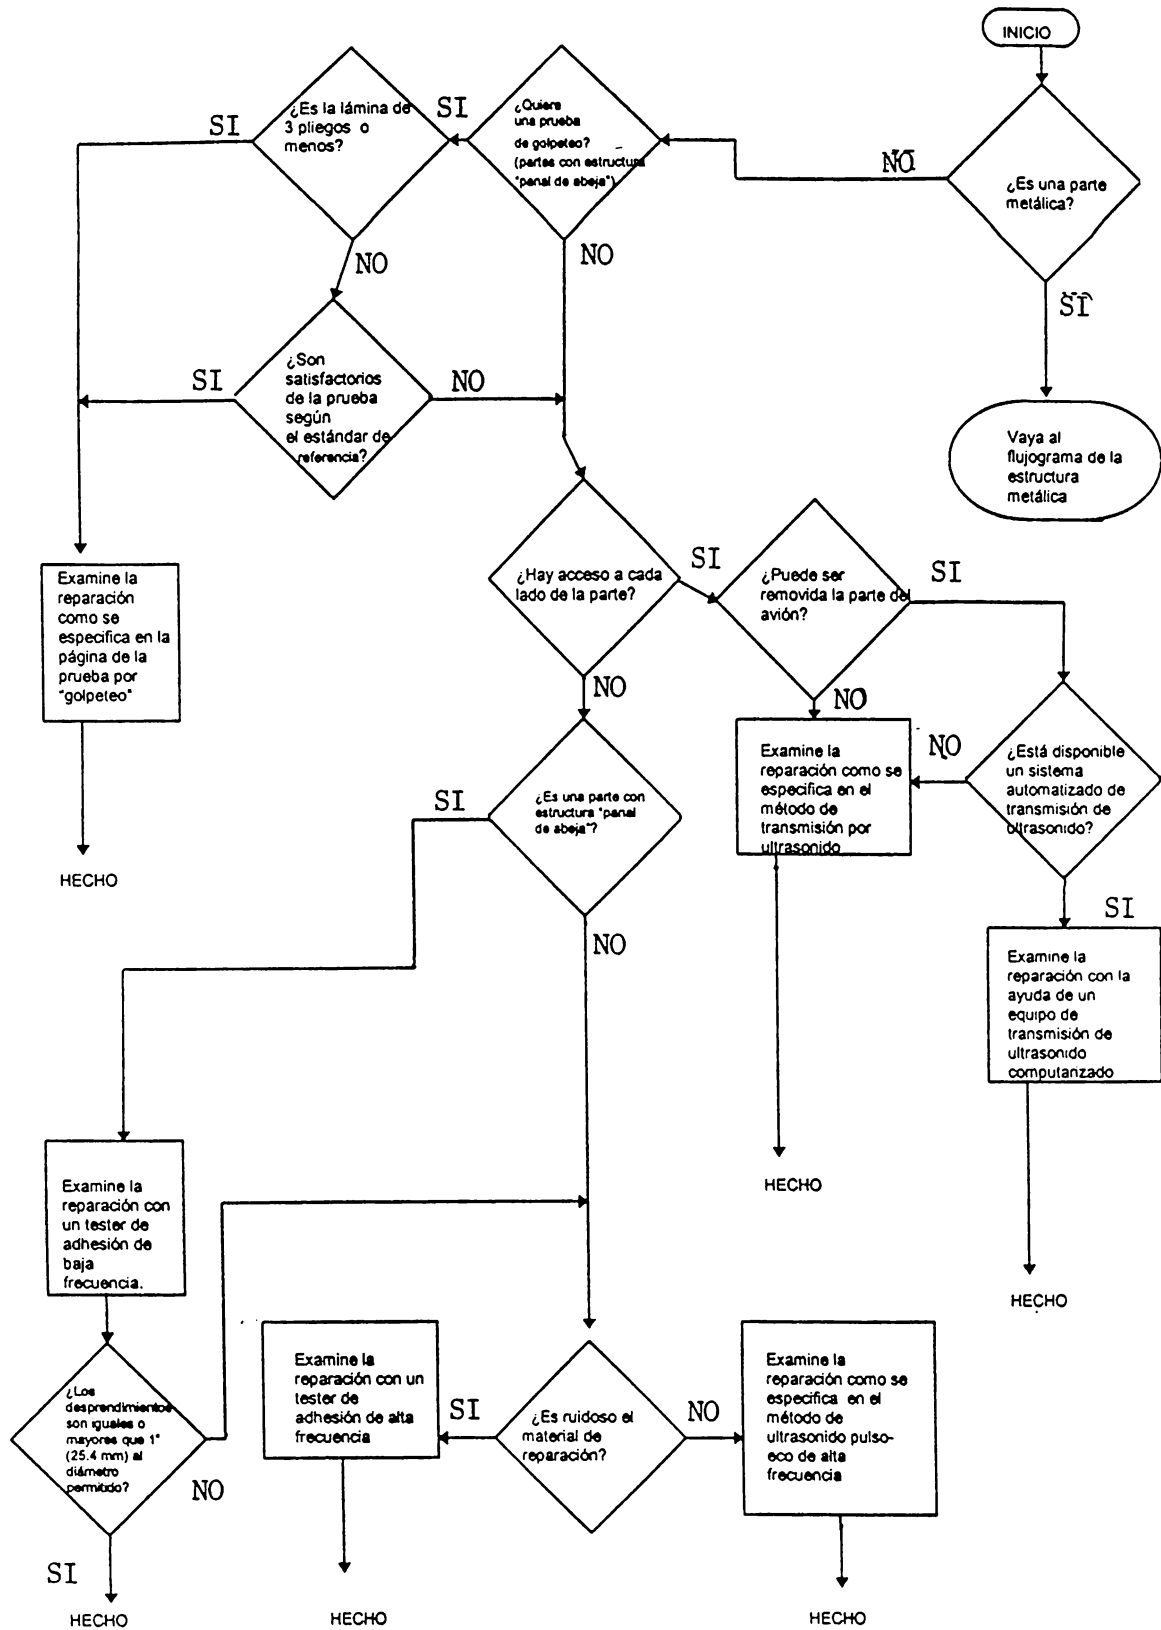 INICIO
¿Es una parte
metálica?
NO
SI
Vaya al
flujograma de la
estructura
metálica
¿Quiere
una prueba
de golpeteo?
(partes con estructura
"panal de abeja")
SI
NO
¿Es la lámina de
3 pliegos o
menos?
SI
NO
¿Son
satisfactorios
de la prueba
según
el estándar de
referencia?
SI
NO
Examine la
reparación
como se
especifica en la
página de la
prueba por
"golpeteo"
HECHO
¿Hay acceso a cada
lado de la parte?
SI
NO
¿Puede ser
removida la parte del
avión?
SI
NO
Examine la
reparación como se
especifica en el
método de
transmisión por
ultrasonido
HECHO
¿Está disponible
un sistema
automatizado de
transmisión de
ultrasonido?
NO
SI
Examine la
reparación con la
ayuda de un
equipo de
transmisión de
ultrasonido
computarizado
HECHO
¿Es una parte con
estructura "panal
de abeja"?
SI
NO
Examine la
reparación con
un tester de
adhesión de
baja
frecuencia.
¿Los
desprendimientos
son iguales o
mayores que 1"
(25.4 mm) al
diámetro
permitido?
NO
SI
HECHO
¿Es ruidoso el
material de
reparación?
SI
NO
Examine la
reparación con un
tester de
adhesión de alta
frecuencia
HECHO
Examine la
reparación como se
especifica en el
método de
ultrasonido pulso-
eco de alta
frecuencia
HECHO